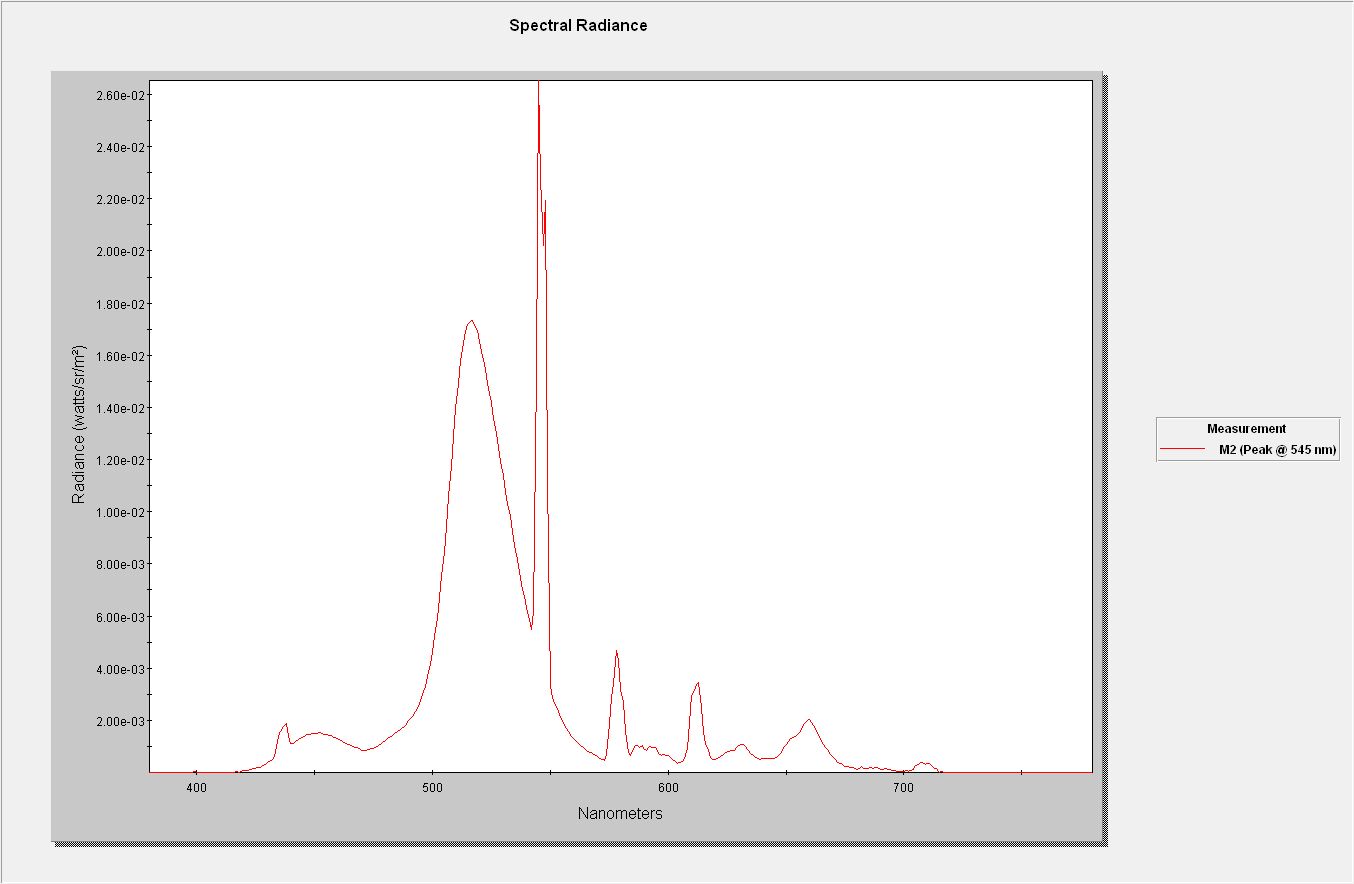 Spectral Radiance
2.60e-02
2.40e-02
2.20e-02
2.00e-02
1.80e-02
1.60e-02
1.40e-02
1.20e-02
1.00e-02
8.00e-03
6.00e-03
4.00e-03
2.00e-03
Radiance (watts/sr/m²)
400 500 600 700
Nanometers
Measurement
M2 (Peak @ 545 nm)